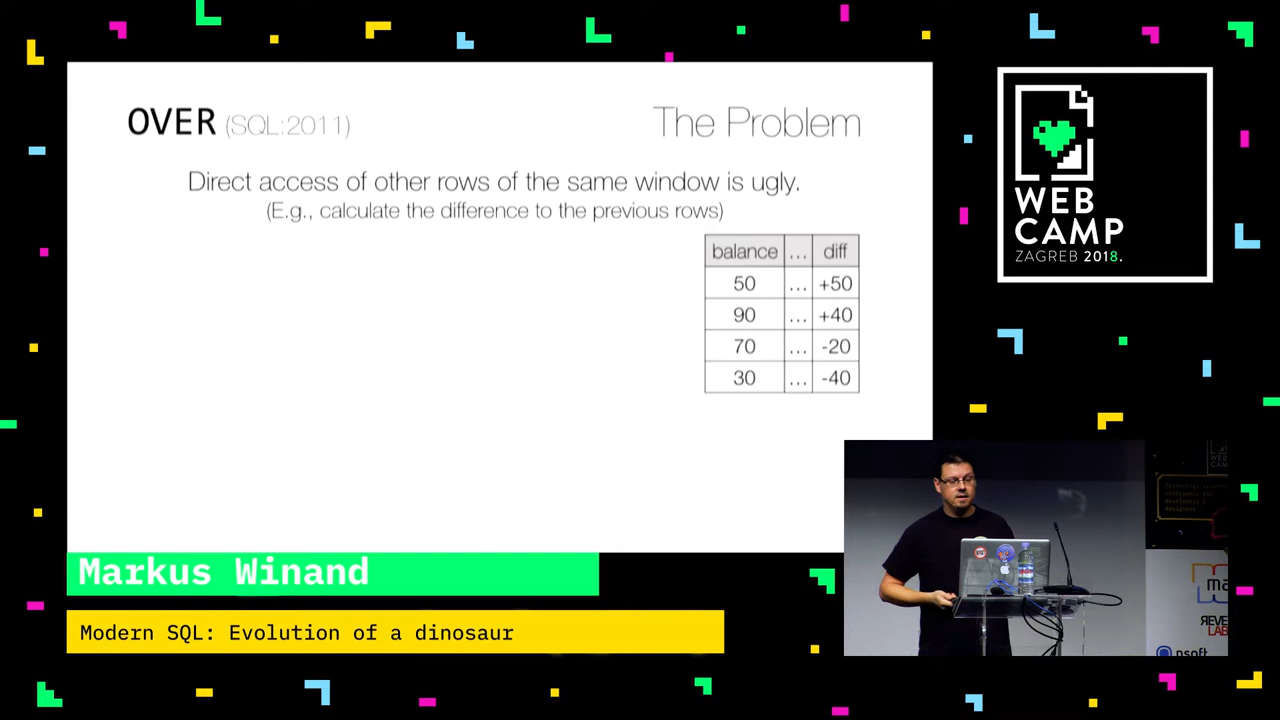 OVER (SQL:2011)
The Problem
Direct access of other rows of the same window is ugly.
(E.g., calculate the difference to the previous rows)
balance … diff
50 … +50
90 … +40
70 … -20
30 … -40
WEB
CAMP
ZAGREB 2018.
Markus Winand
Modern SQL: Evolution of a dinosaur